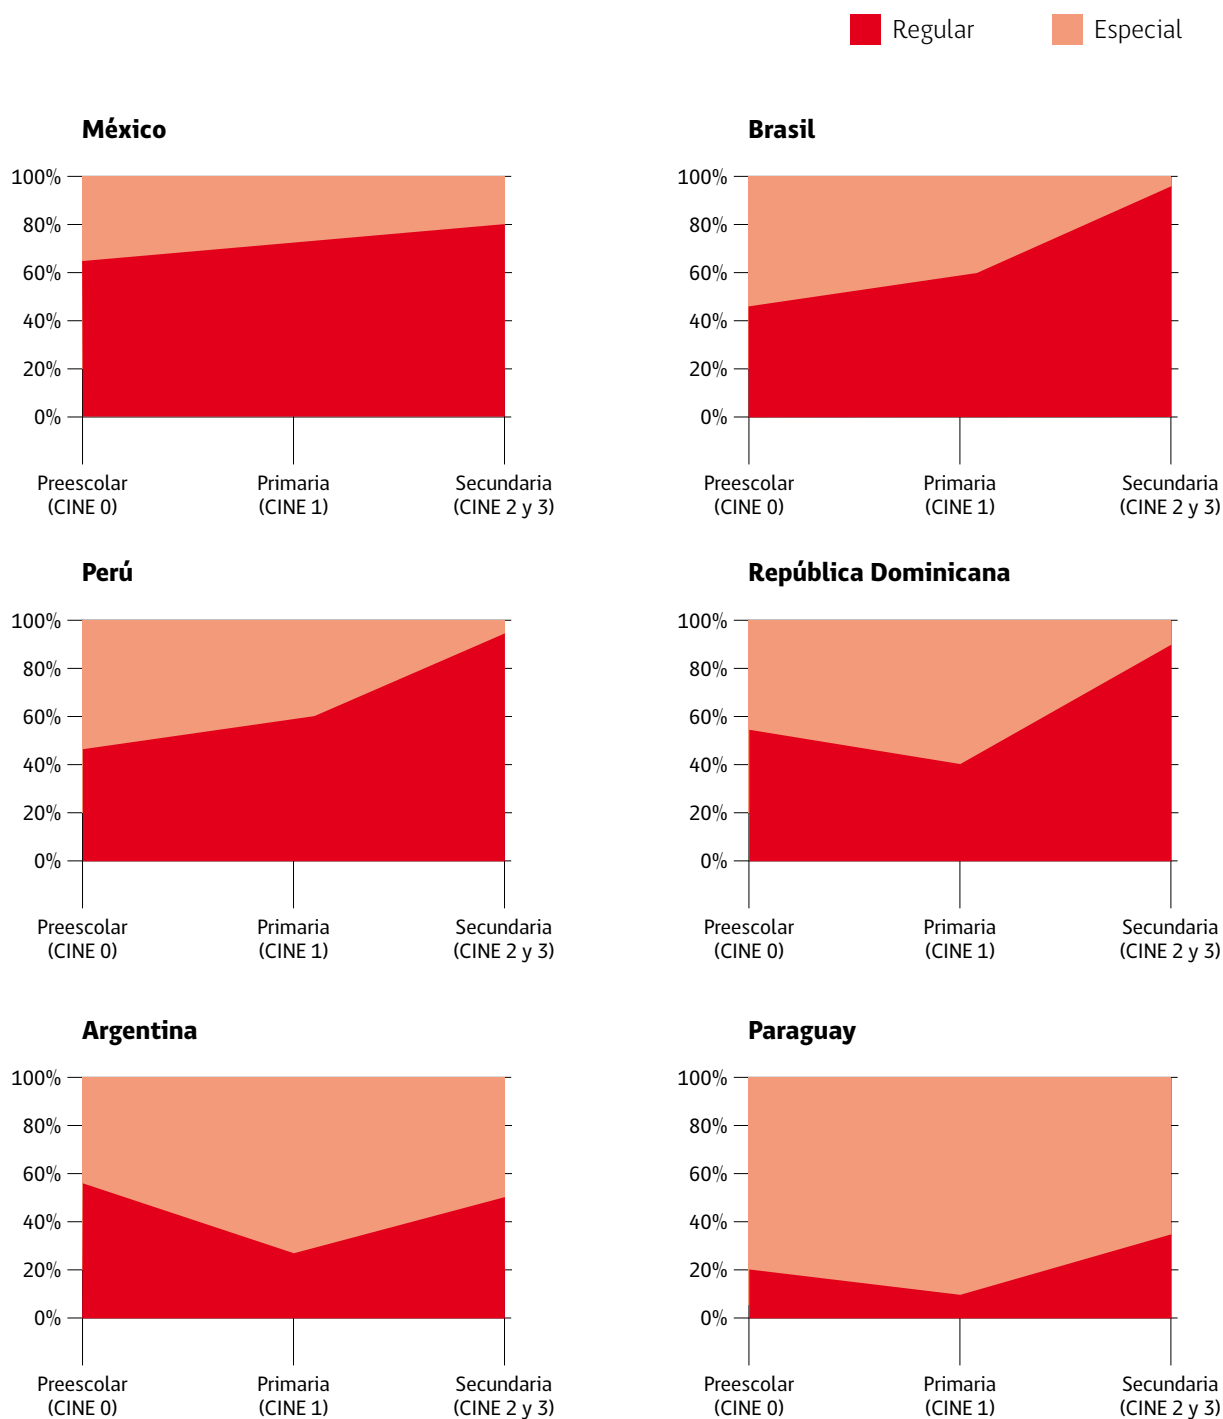 Regular Especial
México
100%
80%
60%
40%
20%
0%
Preescolar
(CINE 0)
Primaria
(CINE 1)
Secundaria
(CINE 2 y 3)
Brasil
100%
80%
60%
40%
20%
0%
Preescolar
(CINE 0)
Primaria
(CINE 1)
Secundaria
(CINE 2 y 3)
Perú
100%
80%
60%
40%
20%
0%
Preescolar
(CINE 0)
Primaria
(CINE 1)
Secundaria
(CINE 2 y 3)
República Dominicana
100%
80%
60%
40%
20%
0%
Preescolar
(CINE 0)
Primaria
(CINE 1)
Secundaria
(CINE 2 y 3)
Argentina
100%
80%
60%
40%
20%
0%
Preescolar
(CINE 0)
Primaria
(CINE 1)
Secundaria
(CINE 2 y 3)
Paraguay
100%
80%
60%
40%
20%
0%
Preescolar
(CINE 0)
Primaria
(CINE 1)
Secundaria
(CINE 2 y 3)